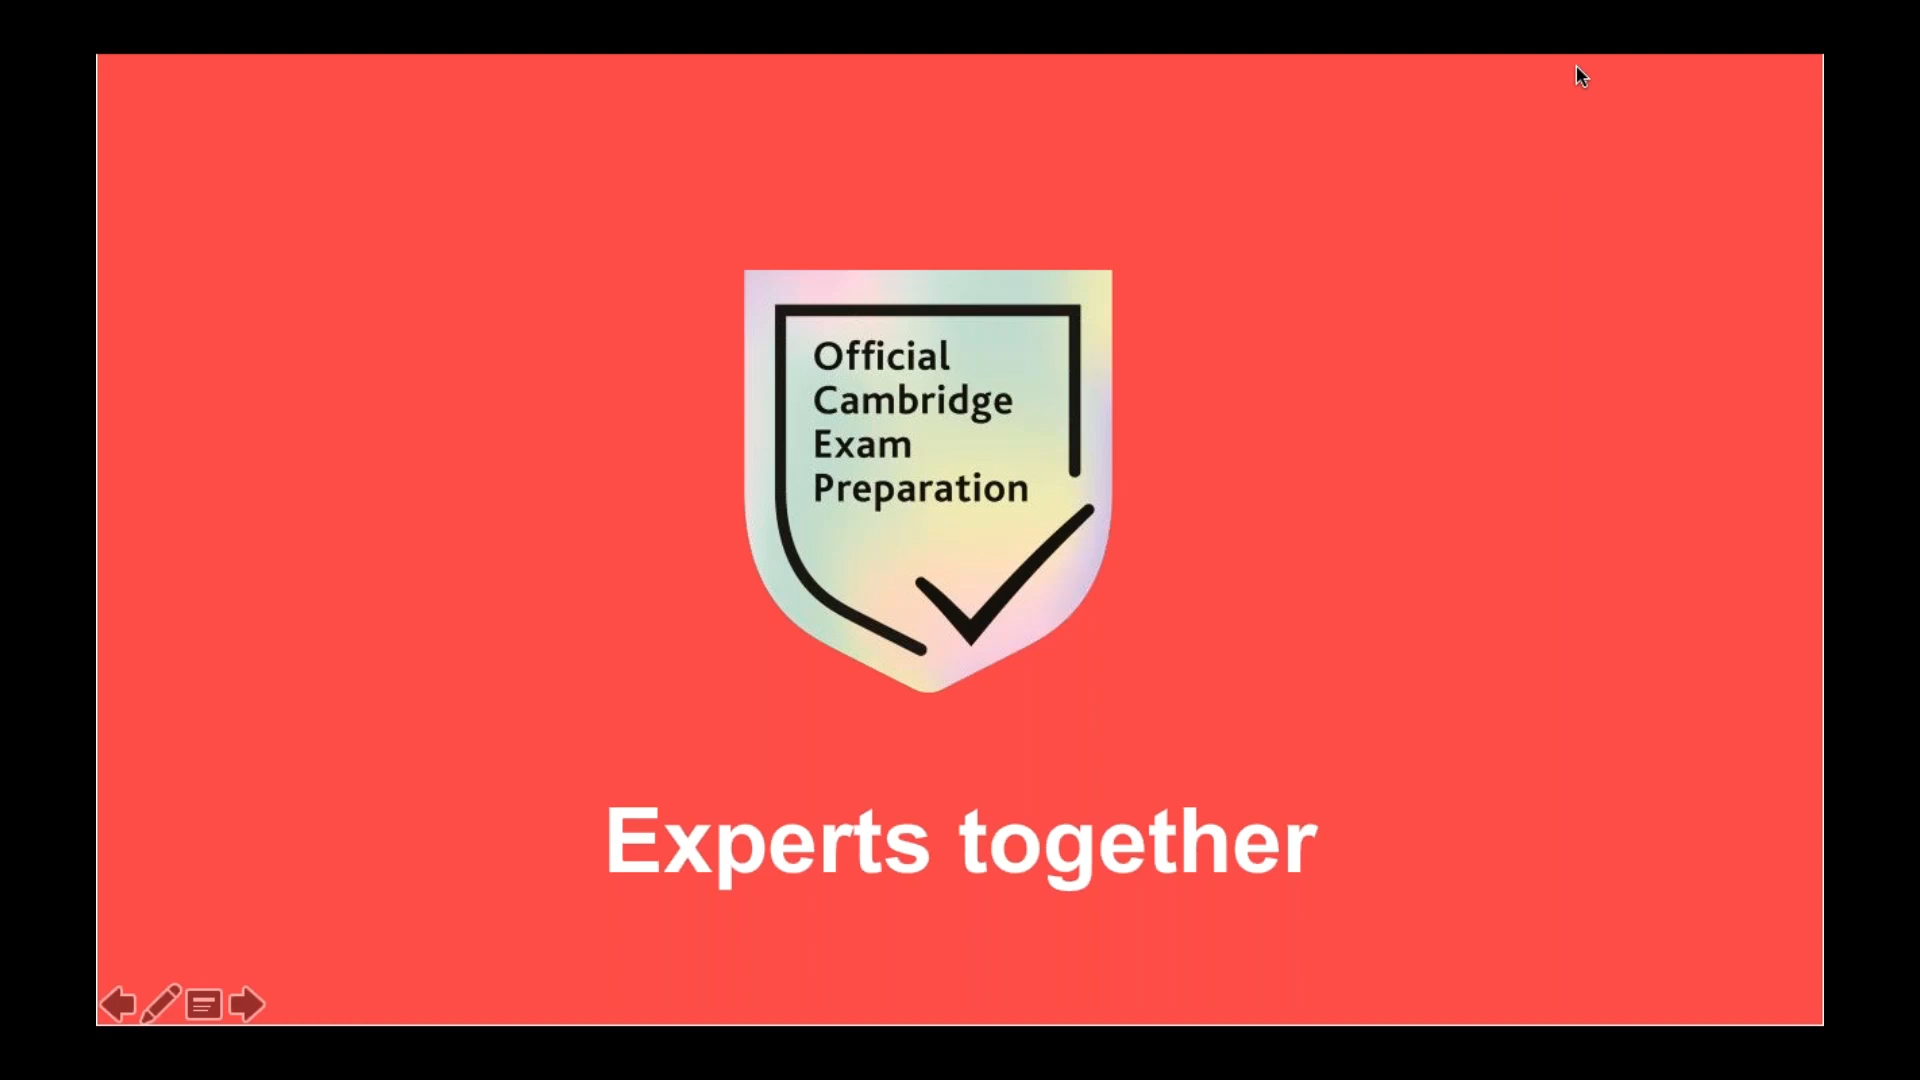 Official
Cambridge
Exam
Preparation
Experts together